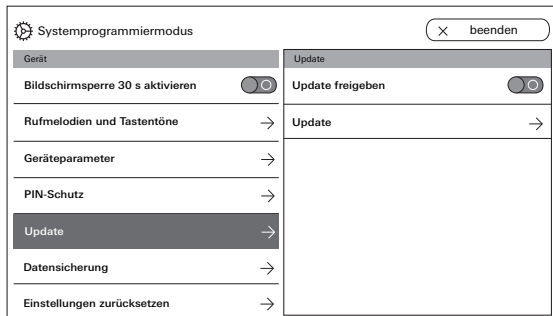 Systemprogrammiermodus
beenden
Gerät
Bildschirmsperre 30 s aktivieren
Rufmelodien und Tastentöne
Geräteparameter
PIN-Schutz
Update
Datensicherung
Einstellungen zurücksetzen
Update
Update freigeben
Update